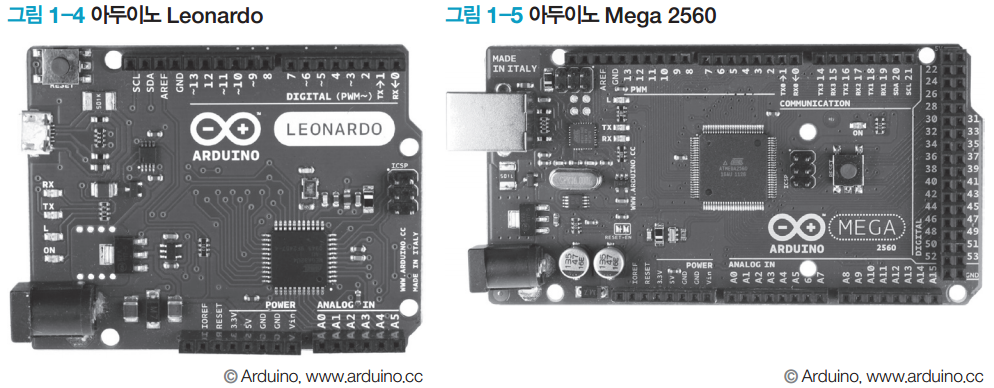 그림 1-4 아두이노 Leonardo
RESET
SCL
SDA
AREF
GND
~13
12
~11
~10
~9
8
7
~6
~5
4
~3
2
TX→1
RX←0
DIGITAL (PWM~)
ARDUINO
LEONARDO
ICSP
RX
TX
L
ON
WWW.ARDUINO.CC
MADE IN ITALY
IOREF
RESET
3.3V
5V
GND
GND
Vin
POWER
ANALOG IN
A0
A1
A2
A3
A4
A5
© Arduino, www.arduino.cc
그림 1-5 아두이노 Mega 2560
MADE
IN ITALY
AREF
GND
13
12
11
10
9
8
7
6
5
4
3
2
TX0→1
RX0←0
TX3 14
RX3 15
TX2 16
RX2 17
TX1 18
RX1 19
SDA 20
SCL 21
PWM
COMMUNICATION
L
TX
RX
WWW.ARDUINO.CC
ON
ICSP
RESET
ARDUINO
MEGA
2560
RESET-EN
DIGITAL
22
24
26
28
30 31
32 33
34 35
36 37
38 39
40 41
42 43
44 45
46 47
48 49
50 51
52 53
GND
POWER
ANALOG IN
IOREF
RESET
3.3V
5V
GND
Vin
A0
A1
A2
A3
A4
A5
A7
A8
A9
A10
A11
A12
A13
A14
A15
© Arduino, www.arduino.cc